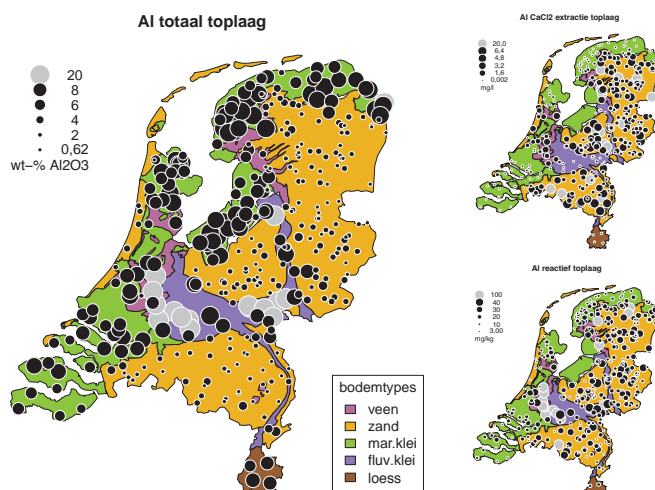 Al totaal toplaag
20
8
6
4
2
0,62
wt–% Al2O3
bodemtypes
veen
zand
mar.klei
fluv.klei
loess
Al CaCl2 extractie toplaag
20,0
6,4
4,8
3,2
1,6
0,002
mg/l
Al reactief toplaag
100
40
30
20
10
3,00
mg/kg